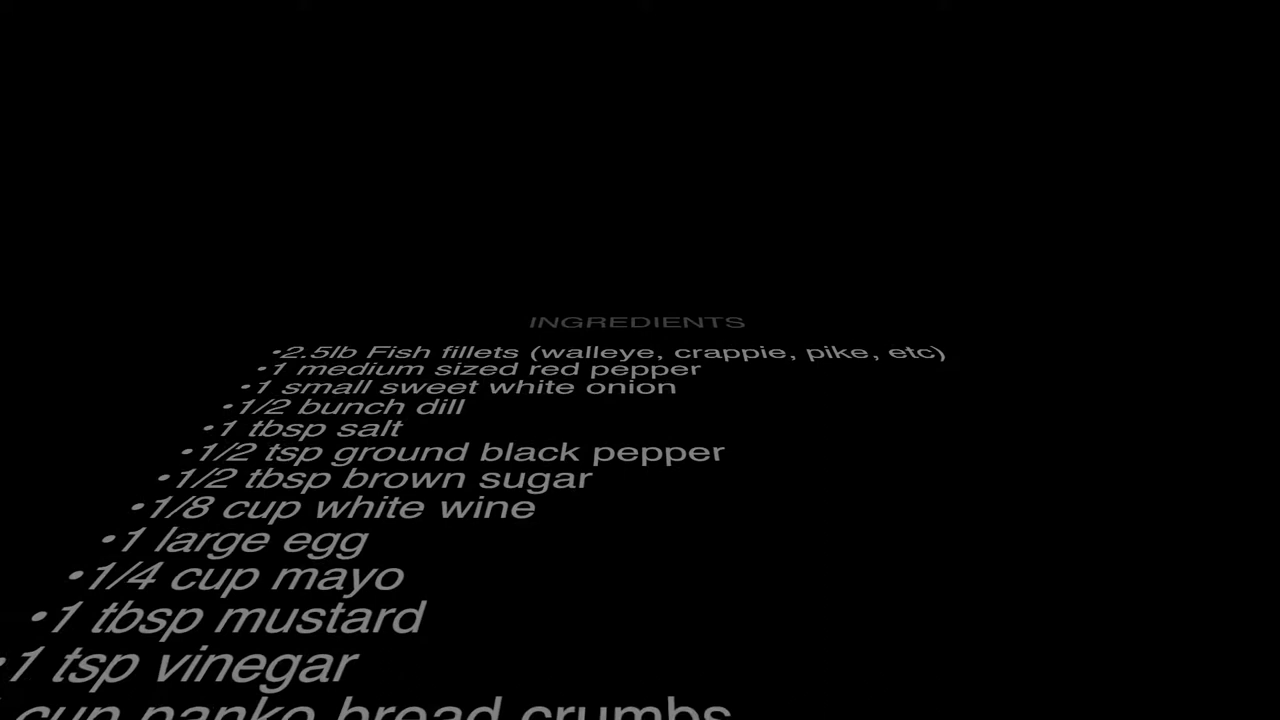 INGREDIENTS
•2.5lb Fish fillets (walleye, crappie, pike, etc)
•1 medium sized red pepper
•1 small sweet white onion
•1/2 bunch dill
•1 tbsp salt
•1/2 tsp ground black pepper
•1/2 tbsp brown sugar
•1/8 cup white wine
•1 large egg
•1/4 cup mayo
•1 tbsp mustard
•1 tsp vinegar
cup panko bread crumbs